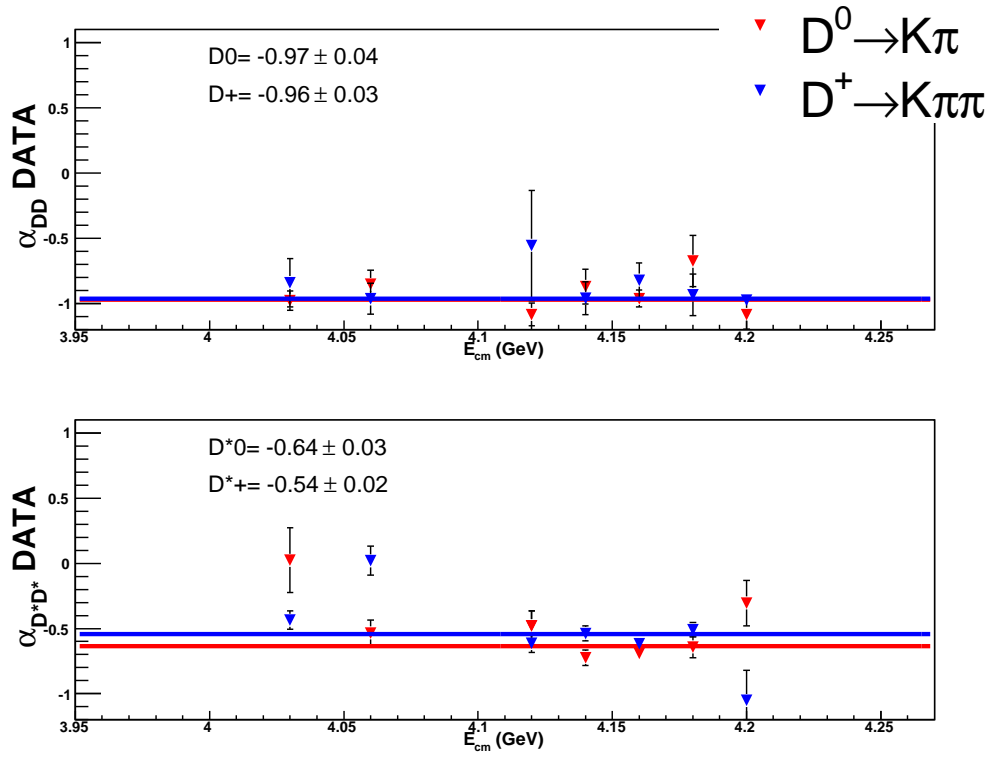 D⁰→Kπ
D⁺→Kππ
D0= -0.97 ± 0.04
D+= -0.96 ± 0.03
α_DD DATA
1
0.5
0
-0.5
-1
3.95 4 4.05 4.1 4.15 4.2 4.25
E_cm (GeV)
D*0= -0.64 ± 0.03
D*+= -0.54 ± 0.02
α_D*D* DATA
1
0.5
0
-0.5
-1
3.95 4 4.05 4.1 4.15 4.2 4.25
E_cm (GeV)